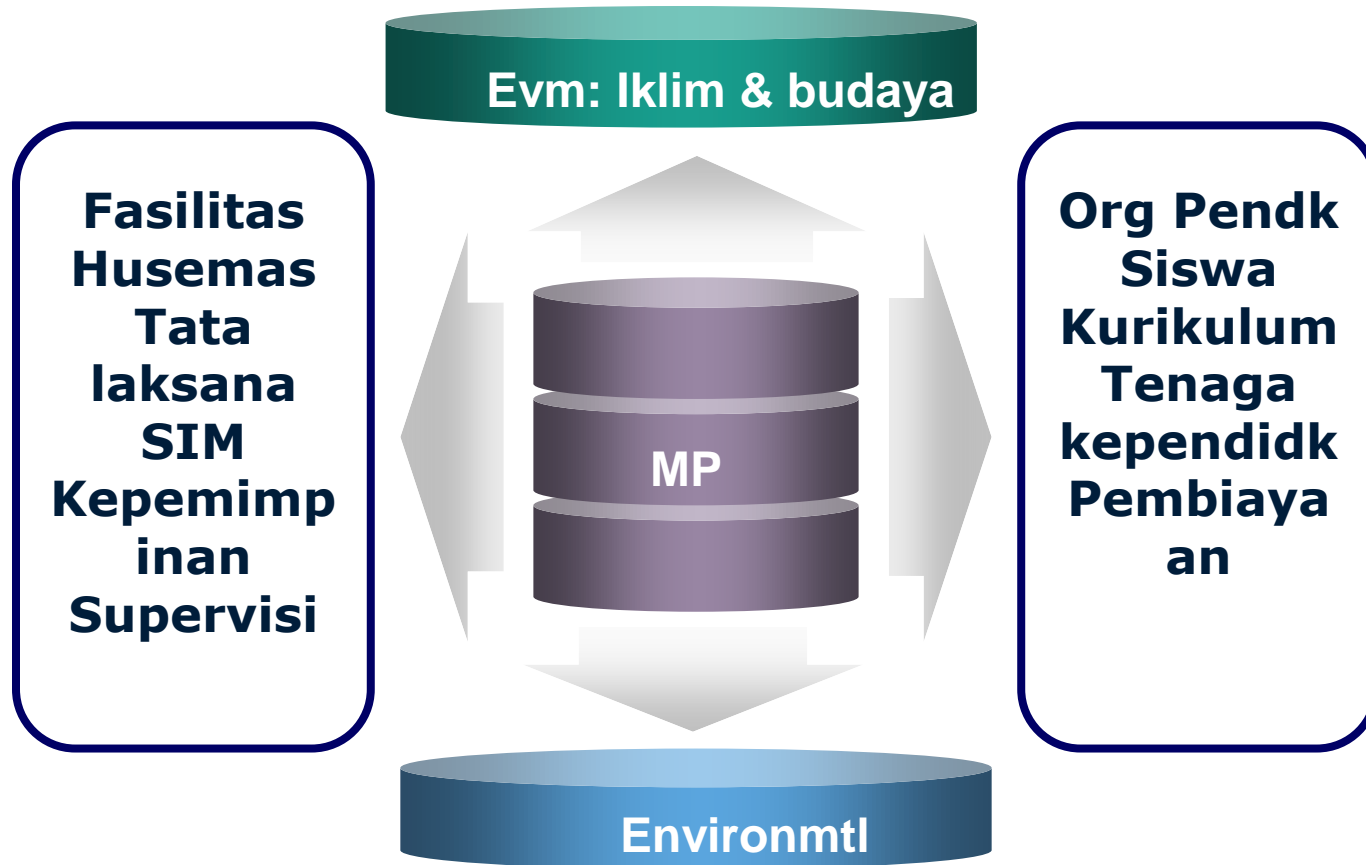 Evm: Iklim & budaya
Fasilitas
Husemas
Tata
laksana
SIM
Kepemimp
inan
Supervisi
MP
Org Pendk
Siswa
Kurikulum
Tenaga
kependidk
Pembiaya
an
Environmtl